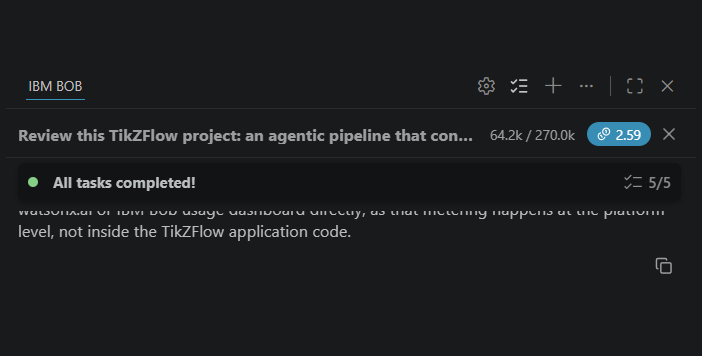 IBM BOB
Review this TikZFlow project: an agentic pipeline that con... 64.2k / 270.0k 2.59
All tasks completed! 5/5
watsonx.ai or IBM Bob usage dashboard directly, as that metering happens at the platform
level, not inside the TikZFlow application code.